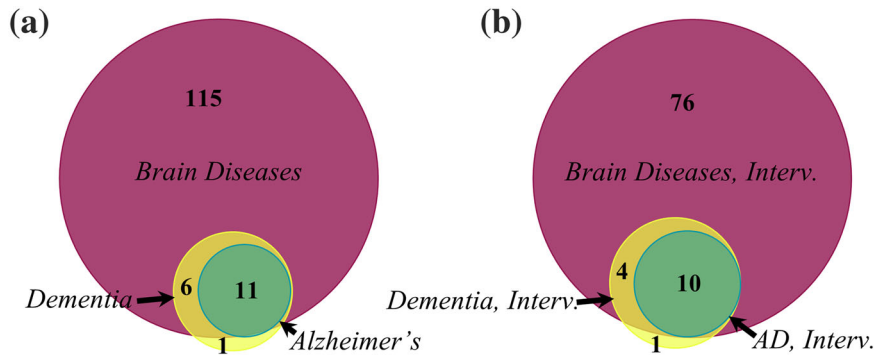 (a)
115
Brain Diseases
6
11
Dementia
Alzheimer's
1
(b)
76
Brain Diseases, Interv.
4
10
Dementia, Interv.
AD, Interv.
1